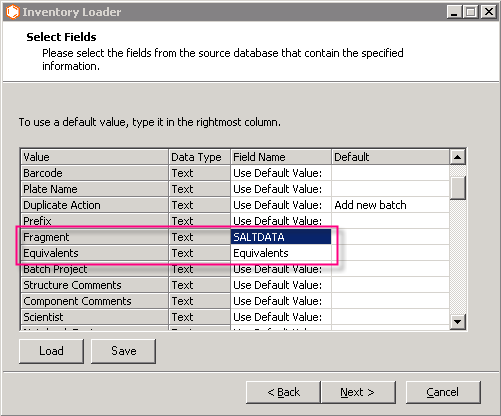 Inventory Loader
Select Fields
Please select the fields from the source database that contain the specified
information.
To use a default value, type it in the rightmost column.
Value Data Type Field Name Default
Barcode Text Use Default Value:
Plate Name Text Use Default Value:
Duplicate Action Text Use Default Value: Add new batch
Prefix Text Use Default Value:
Fragment Text SALTDATA
Equivalents Text Equivalents
Batch Project Text Use Default Value:
Structure Comments Text Use Default Value:
Component Comments Text Use Default Value:
Scientist Text Use Default Value:
Text Use Default Value:
Load Save
< Back Next > Cancel